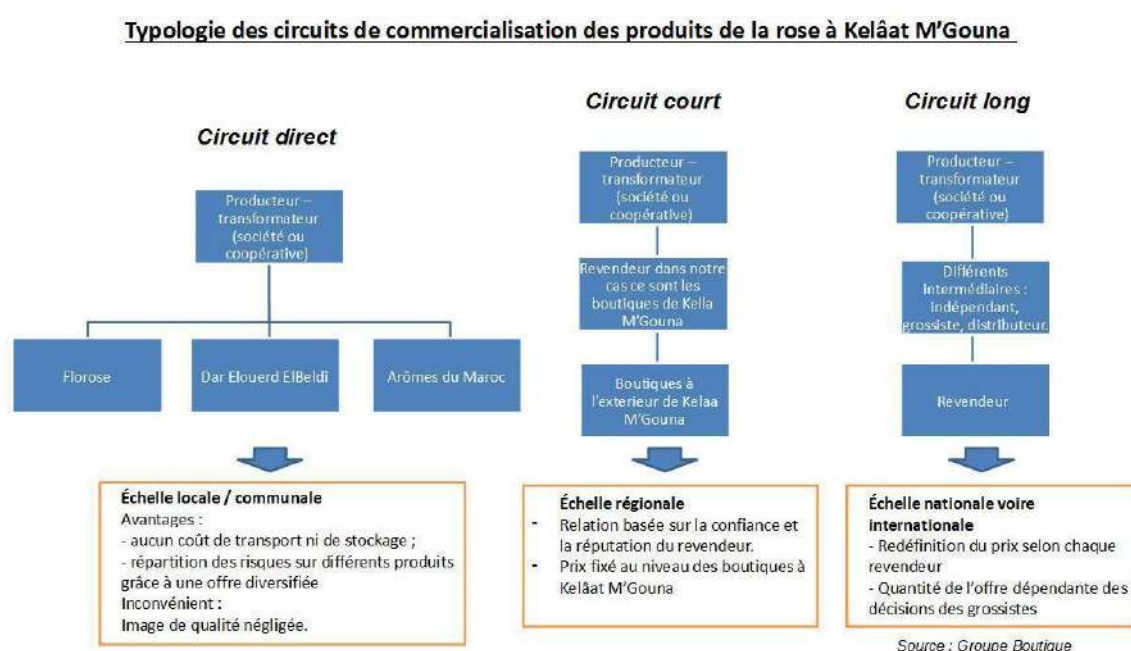 Typologie des circuits de commercialisation des produits de la rose à Kelâat M'Gouna
Circuit direct
Producteur –
transformateur
(société ou
coopérative)
Florose
Dar Elouerd ElBeldi
Arômes du Maroc
Échelle locale / communale
Avantages :
- aucun coût de transport ni de stockage ;
- répartition des risques sur différents produits
grâce à une offre diversifiée
Inconvénient :
Image de qualité négligée.
Circuit court
Producteur –
transformateur
(société ou
coopérative)
Revendeur dans notre
cas ce sont les
boutiques de Kella
M'Gouna
Boutiques à
l'exterieur de Kelaa
M'Gouna
Échelle régionale
- Relation basée sur la confiance et
la réputation du revendeur.
- Prix fixé au niveau des boutiques à
Kelâat M'Gouna
Circuit long
Producteur –
transformateur
(société ou
coopérative)
Différents
intermédiaires :
indépendant,
grossiste, distributeur.
Revendeur
Échelle nationale voire
internationale
- Redéfinition du prix selon chaque
revendeur
- Quantité de l'offre dépendante des
décisions des grossistes
Source : Groupe Boutique